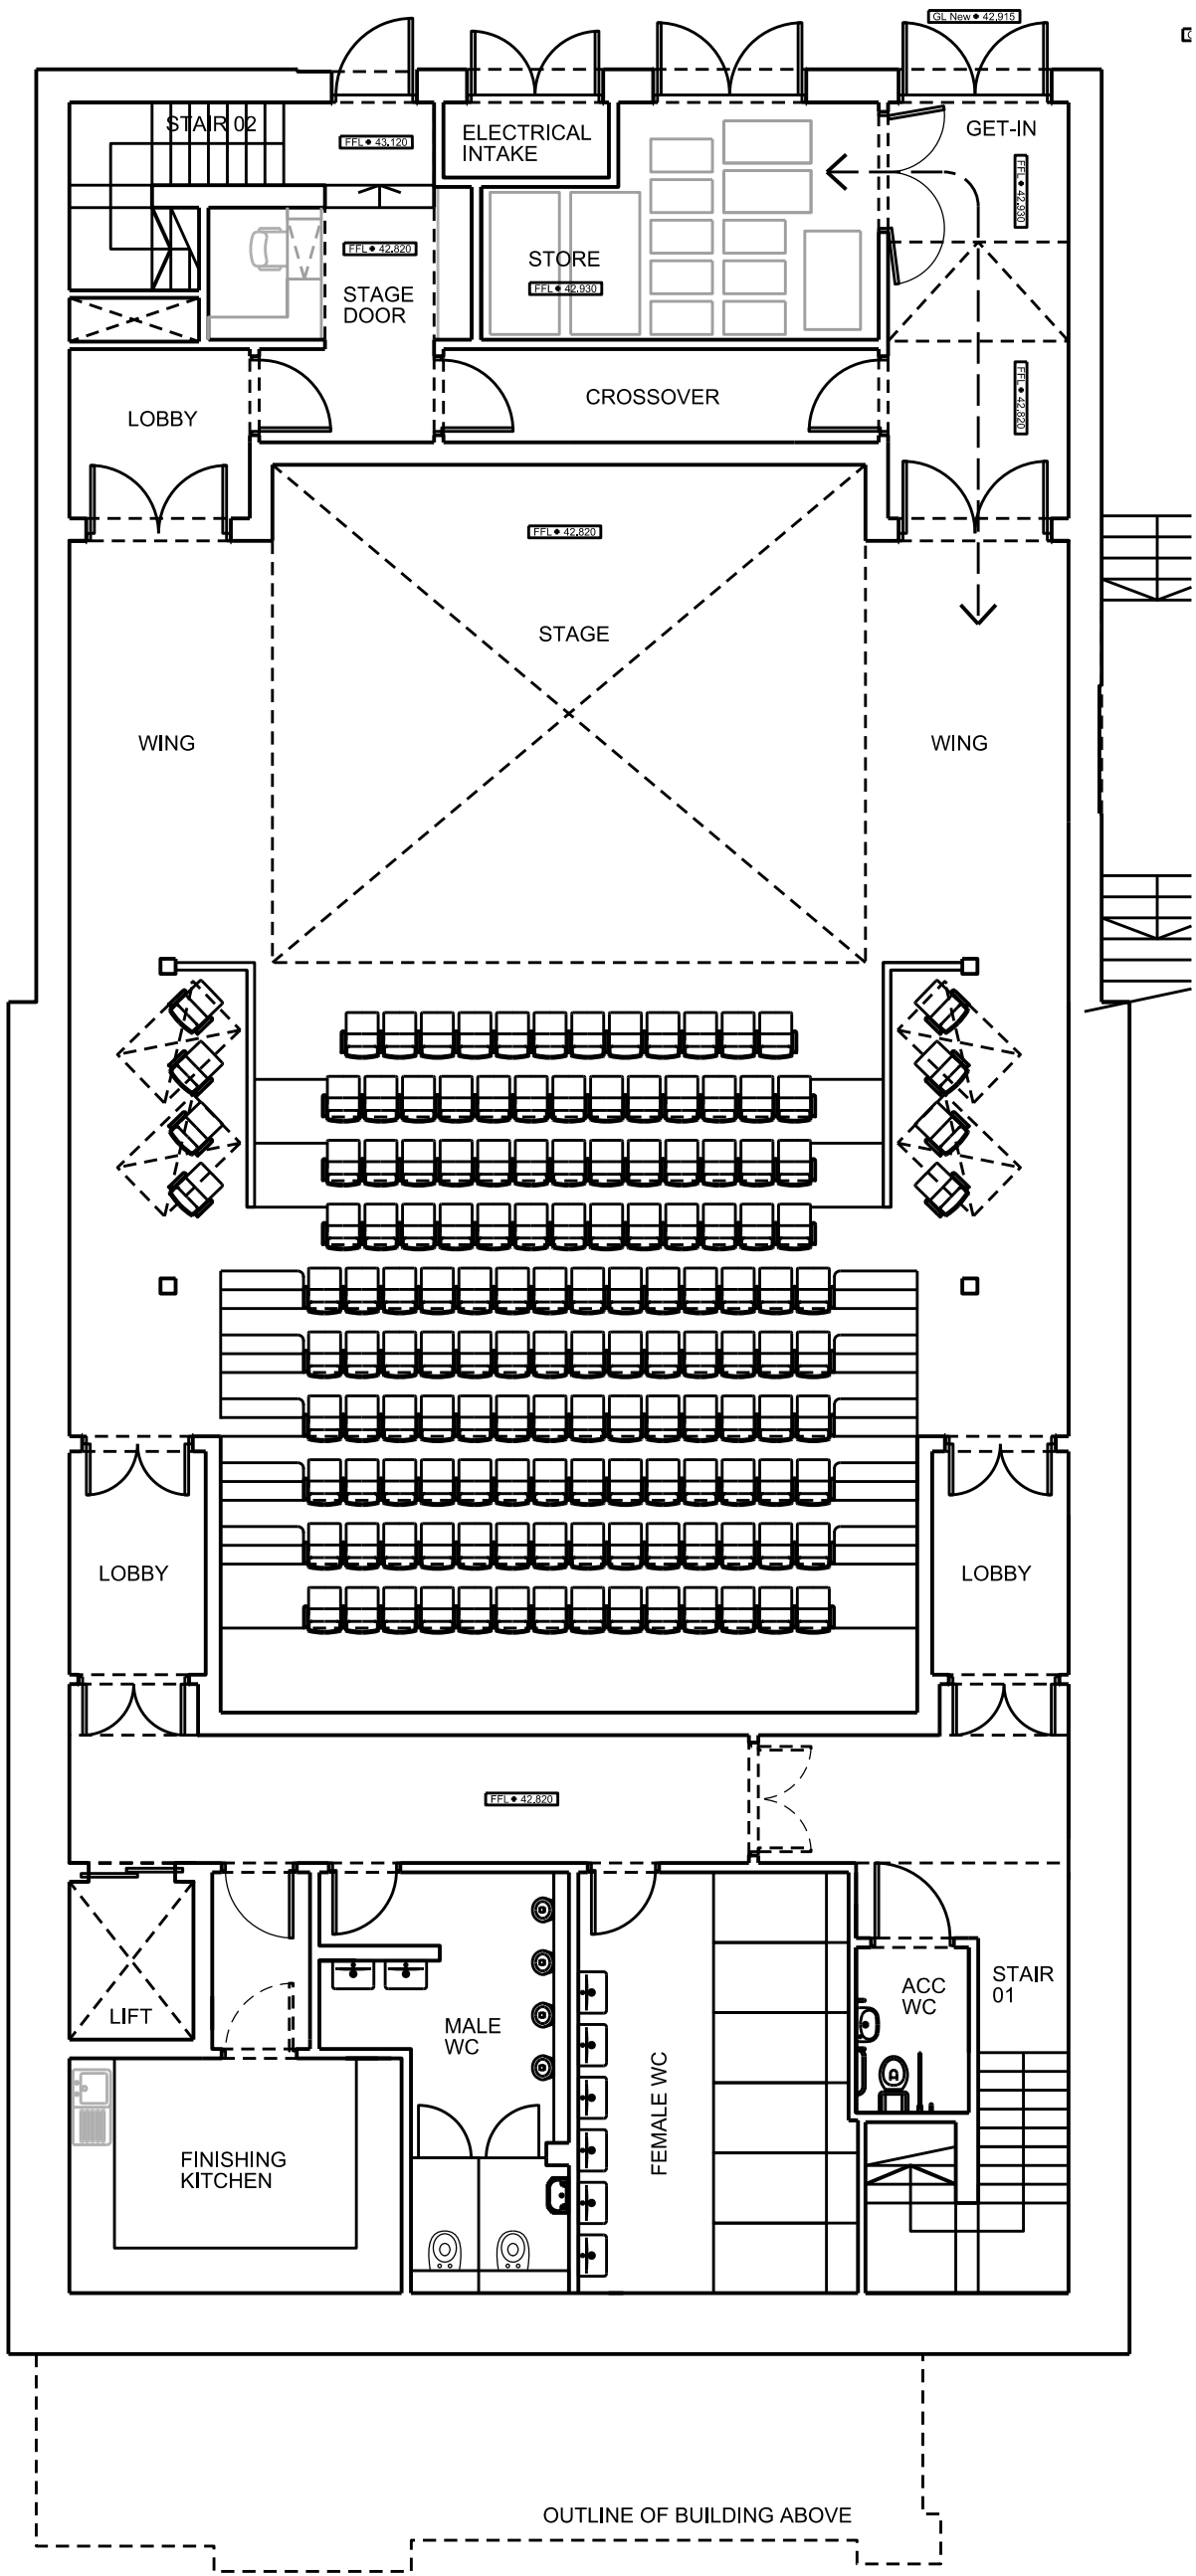 GL New • 42.915
STAIR 02
FFL • 43.120
ELECTRICAL
INTAKE
GET-IN
FFL • 42.930
FFL • 42.820
STAGE
DOOR
STORE
FFL • 42.930
FFL • 42.820
LOBBY
CROSSOVER
FFL • 42.820
STAGE
WING
WING
LOBBY
LOBBY
FFL • 42.820
LIFT
MALE
WC
FEMALE WC
ACC
WC
STAIR
01
FINISHING
KITCHEN
OUTLINE OF BUILDING ABOVE